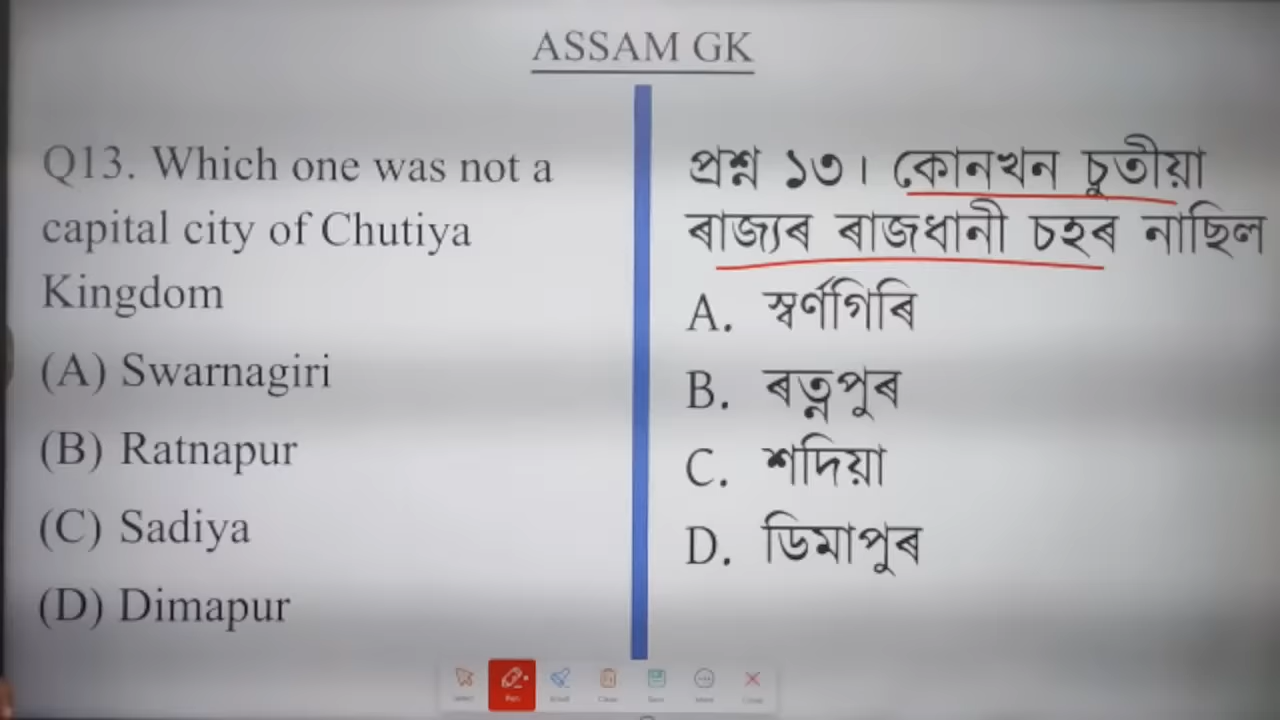 ASSAM GK
Q13. Which one was not a
capital city of Chutiya
Kingdom
(A) Swarnagiri
(B) Ratnapur
(C) Sadiya
(D) Dimapur
প্ৰশ্ন ১৩। কোনখন চুতীয়া
ৰাজ্যৰ ৰাজধানী চহৰ নাছিল
A. স্বৰ্ণগিৰি
B. ৰত্নপুৰ
C. শদিয়া
D. ডিমাপুৰ